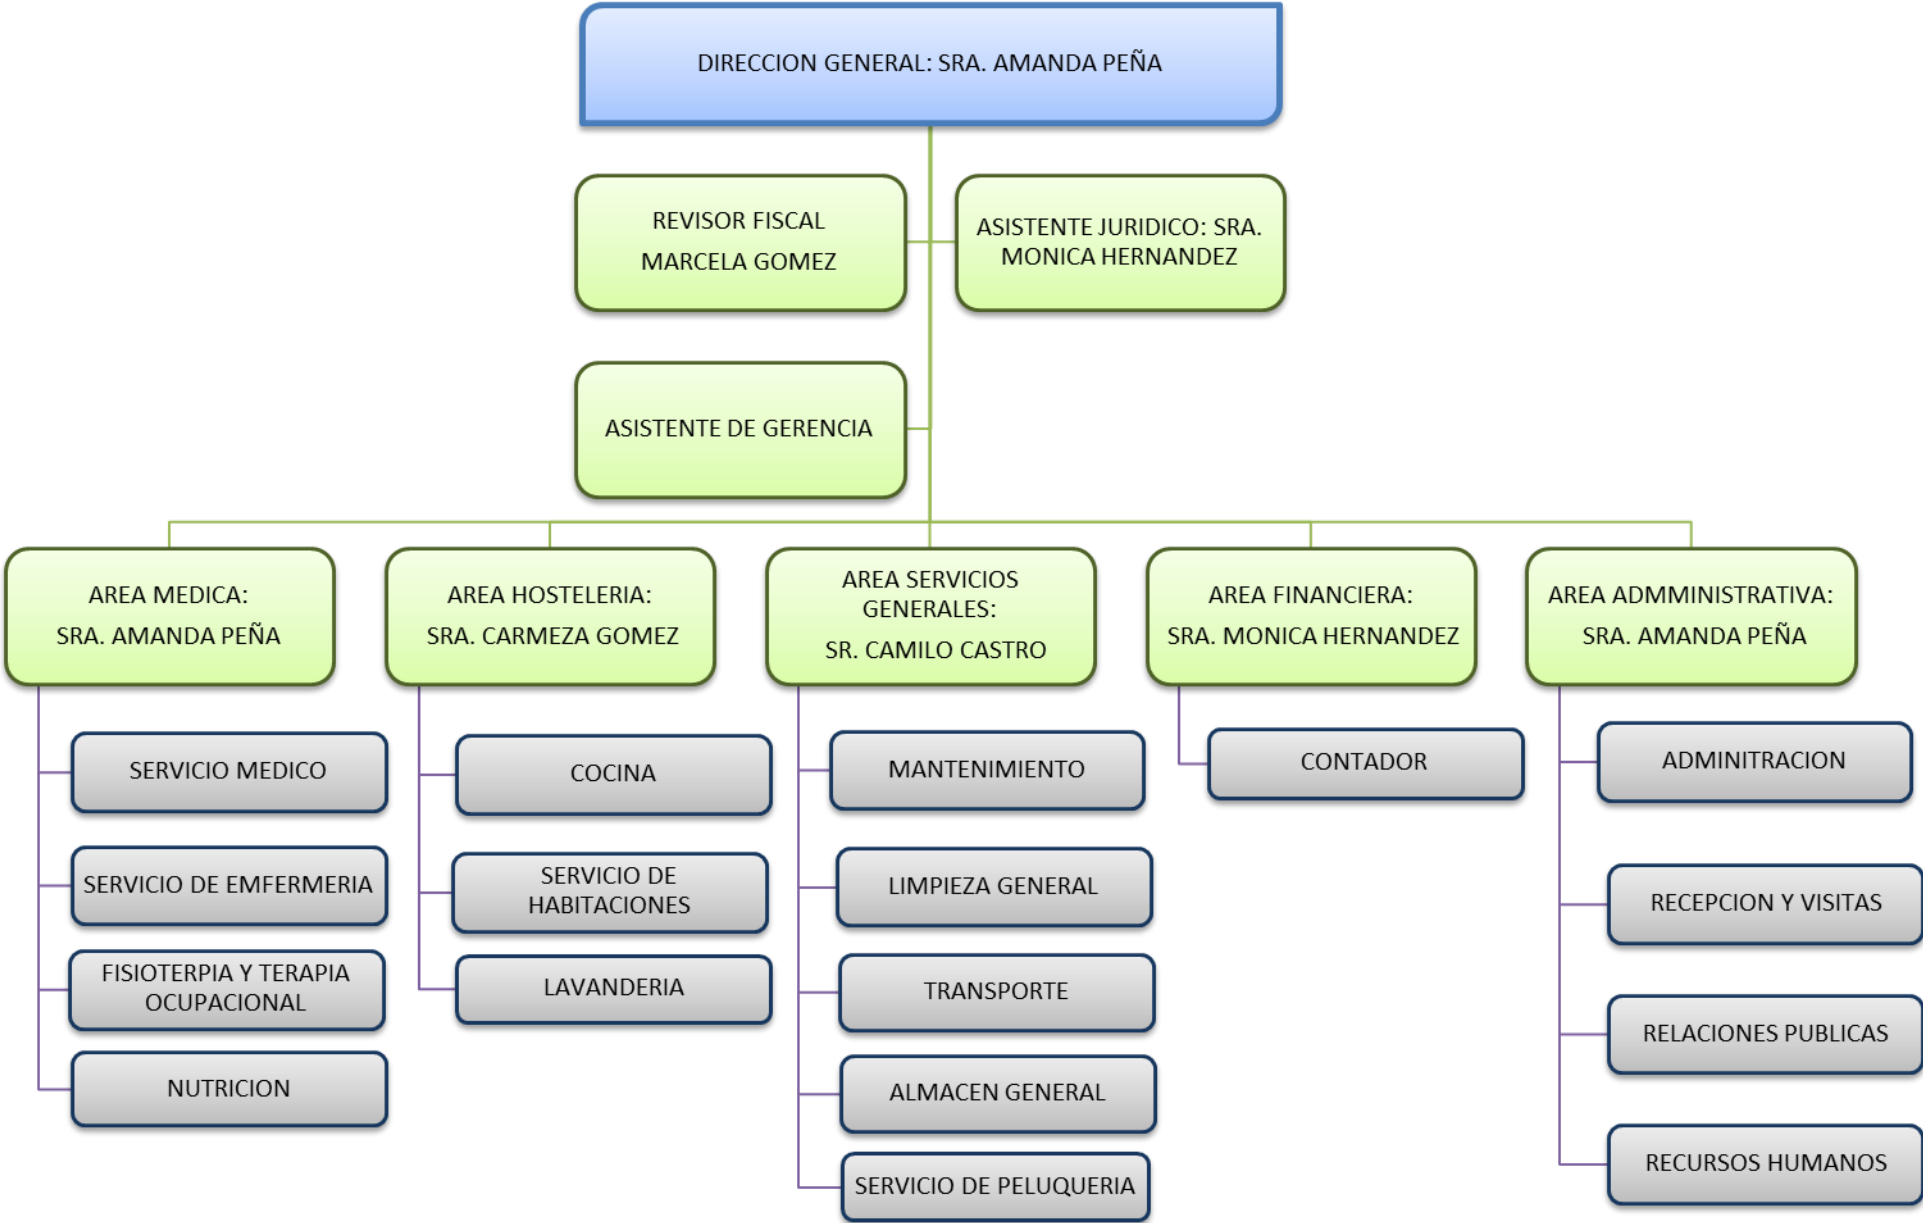 DIRECCION GENERAL: SRA. AMANDA PEÑA
REVISOR FISCAL
MARCELA GOMEZ
ASISTENTE JURIDICO: SRA.
MONICA HERNANDEZ
ASISTENTE DE GERENCIA
AREA MEDICA:
SRA. AMANDA PEÑA
AREA HOSTELERIA:
SRA. CARMEZA GOMEZ
AREA SERVICIOS
GENERALES:
SR. CAMILO CASTRO
AREA FINANCIERA:
SRA. MONICA HERNANDEZ
AREA ADMMINISTRATIVA:
SRA. AMANDA PEÑA
SERVICIO MEDICO
SERVICIO DE EMFERMERIA
FISIOTERPIA Y TERAPIA
OCUPACIONAL
NUTRICION
COCINA
SERVICIO DE
HABITACIONES
LAVANDERIA
MANTENIMIENTO
LIMPIEZA GENERAL
TRANSPORTE
ALMACEN GENERAL
SERVICIO DE PELUQUERIA
CONTADOR
ADMINITRACION
RECEPCION Y VISITAS
RELACIONES PUBLICAS
RECURSOS HUMANOS